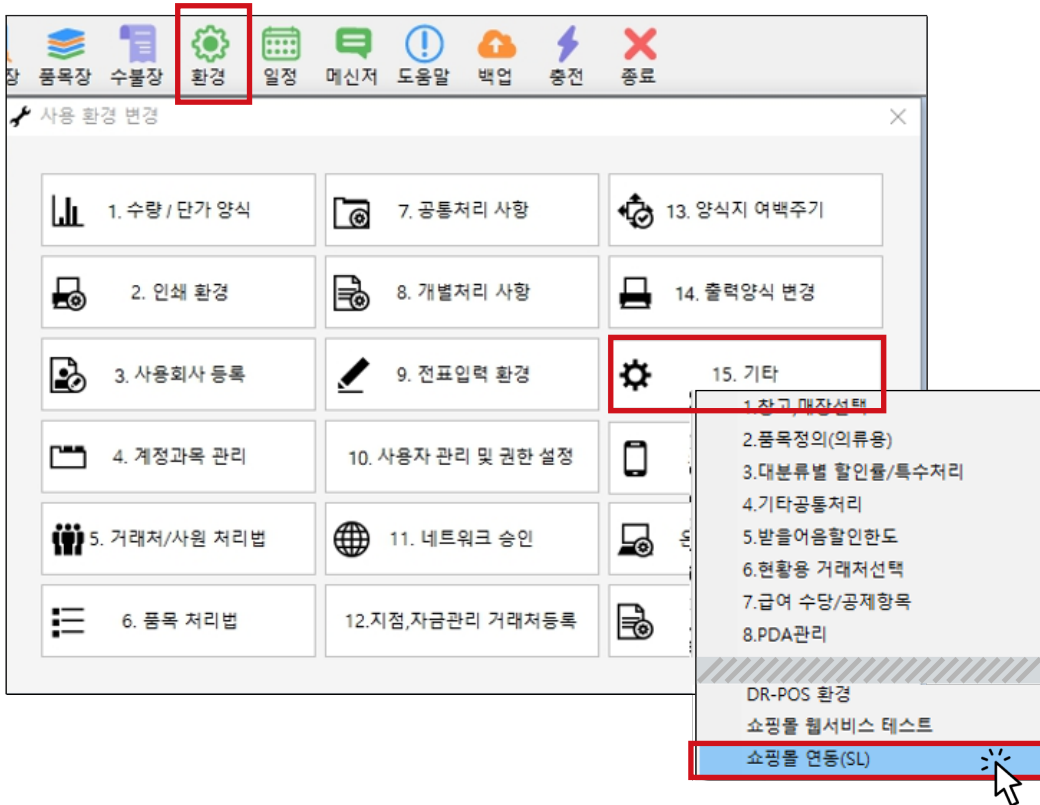 장 품목장 수불장 환경 일정 메신저 도움말 백업 충전 종료
사용 환경 변경
1. 수량 / 단가 양식
7. 공통처리 사항
13. 양식지 여백주기
2. 인쇄 환경
8. 개별처리 사항
14. 출력양식 변경
3. 사용회사 등록
9. 전표입력 환경
15. 기타
4. 계정과목 관리
10. 사용자 관리 및 권한 설정
5. 거래처/사원 처리법
11. 네트워크 승인
6. 품목 처리법
12.지점,자금관리 거래처등록
1.창고,매장선택
2.품목정의(의류용)
3.대분류별 할인률/특수처리
4.기타공통처리
5.받을어음할인한도
6.현황용 거래처선택
7.급여 수당/공제항목
8.PDA관리
DR-POS 환경
쇼핑몰 웹서비스 테스트
쇼핑몰 연동(SL)